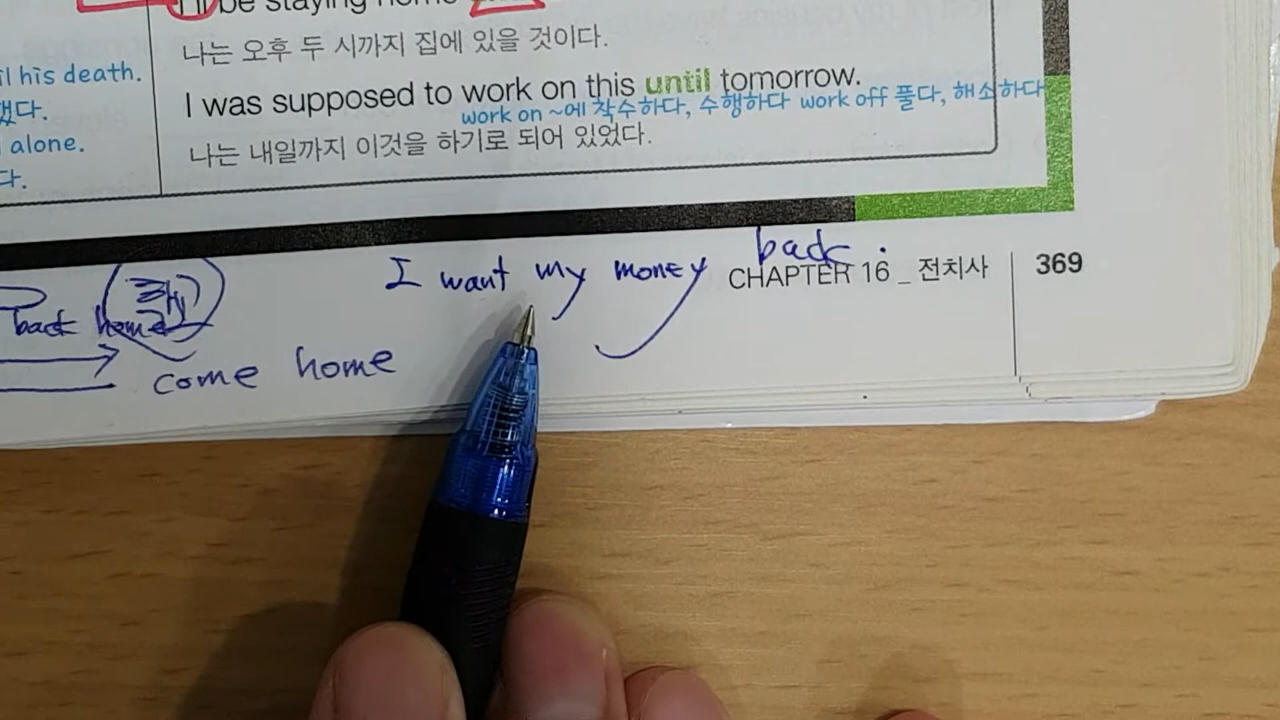 I'll be staying home
나는 오후 두 시까지 집에 있을 것이다.
il his death.
I was supposed to work on this until tomorrow.
work on ~에 착수하다, 수행하다 work off 풀다, 해소하다
했다.
alone.
나는 내일까지 이것을 하기로 되어 있었다.
다.
I want my money back.
CHAPTER 16 _ 전치사
369
back home
come home